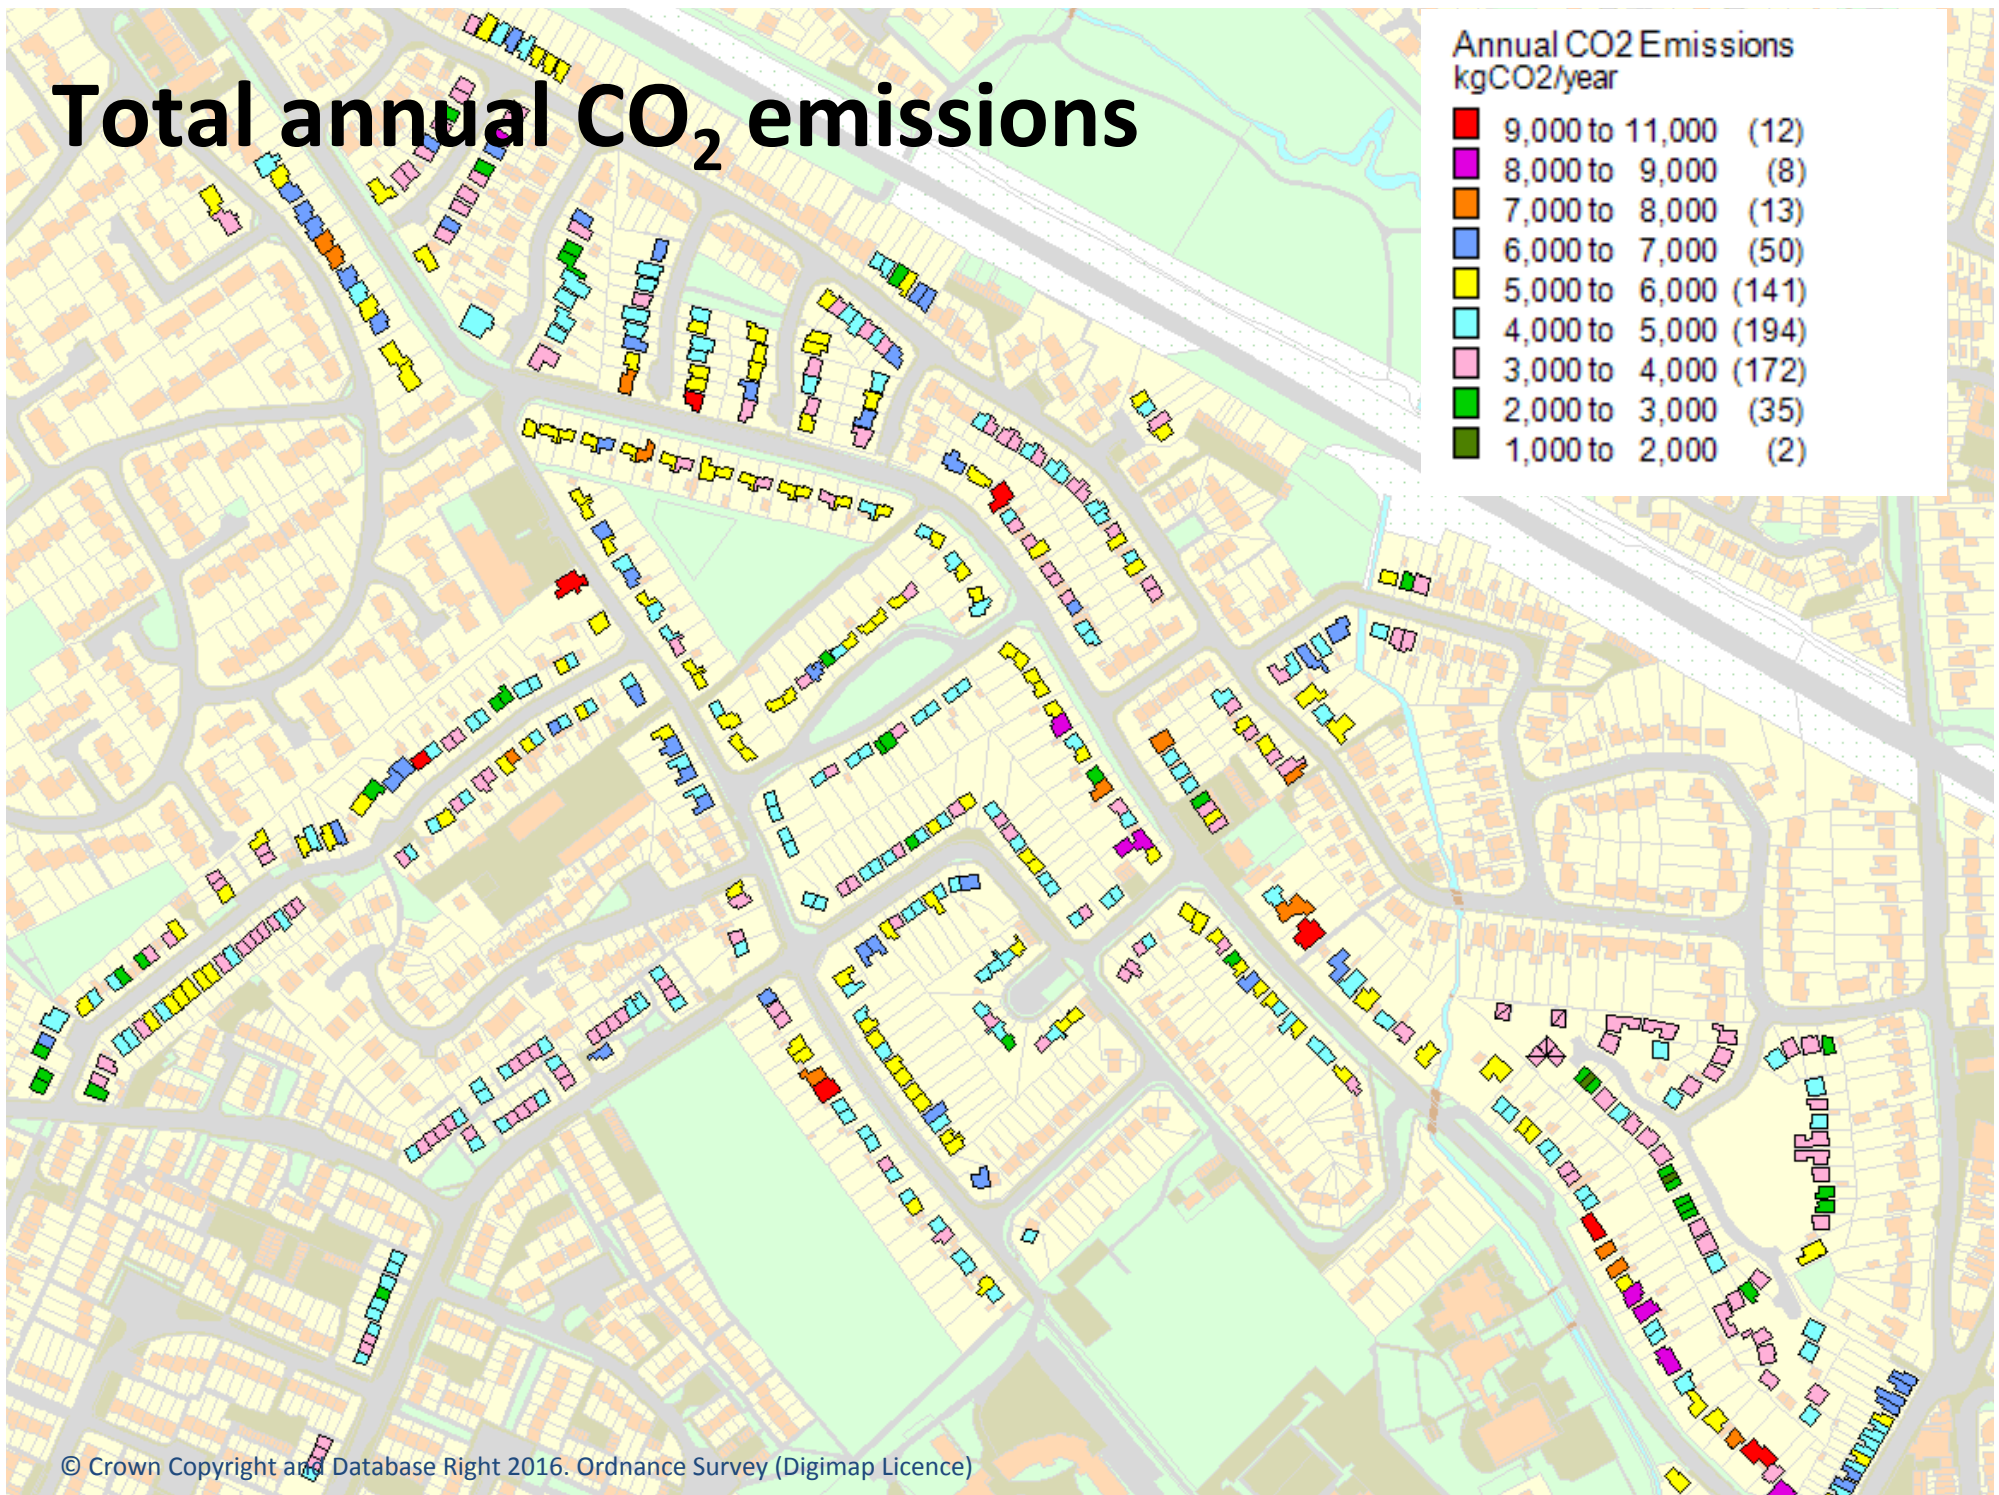 Total annual CO₂ emissions
Annual CO2 Emissions
kgCO2/year
9,000 to 11,000 (12)
8,000 to 9,000 (8)
7,000 to 8,000 (13)
6,000 to 7,000 (50)
5,000 to 6,000 (141)
4,000 to 5,000 (194)
3,000 to 4,000 (172)
2,000 to 3,000 (35)
1,000 to 2,000 (2)
© Crown Copyright and Database Right 2016. Ordnance Survey (Digimap Licence)